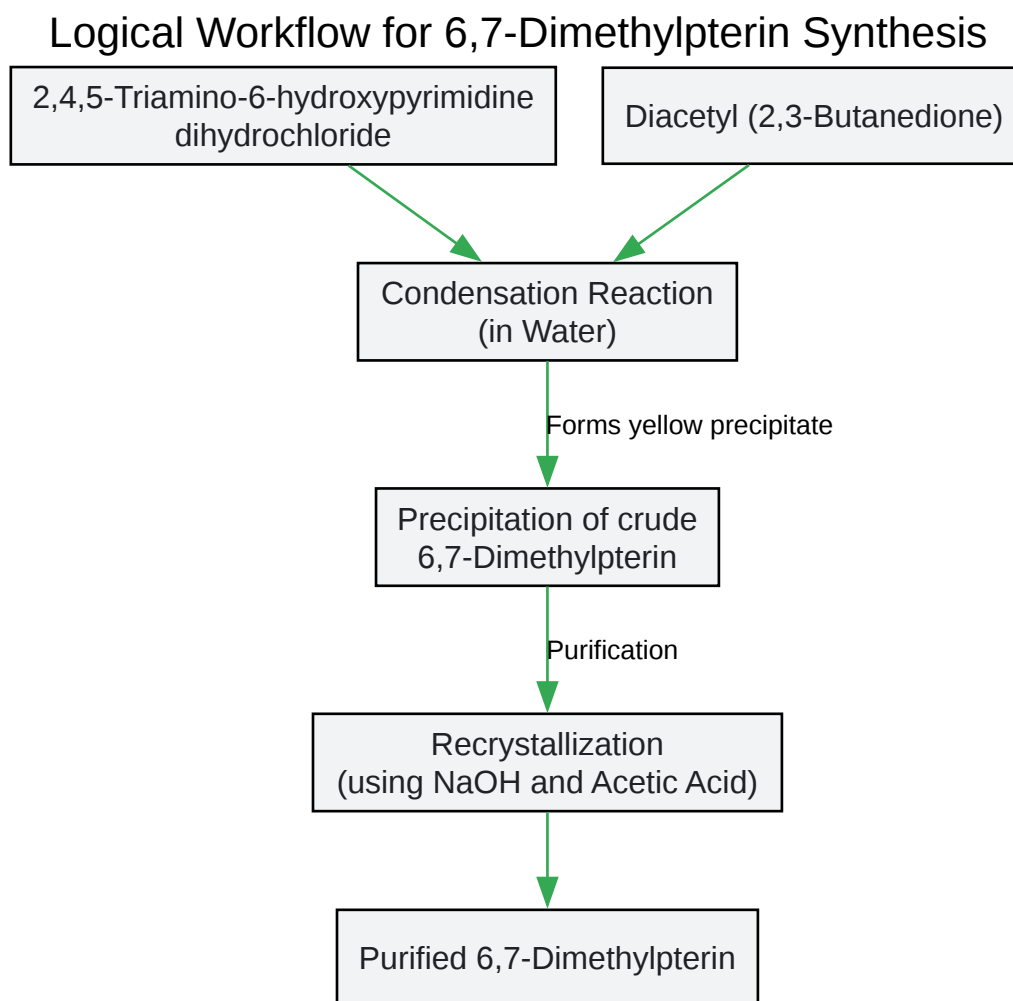 Logical Workflow for 6,7-Dimethylpterin Synthesis
2,4,5-Triamino-6-hydroxypyrimidine
dihydrochloride
Diacetyl (2,3-Butanedione)
Condensation Reaction
(in Water)
Forms yellow precipitate
Precipitation of crude
6,7-Dimethylpterin
Purification
Recrystallization
(using NaOH and Acetic Acid)
Purified 6,7-Dimethylpterin